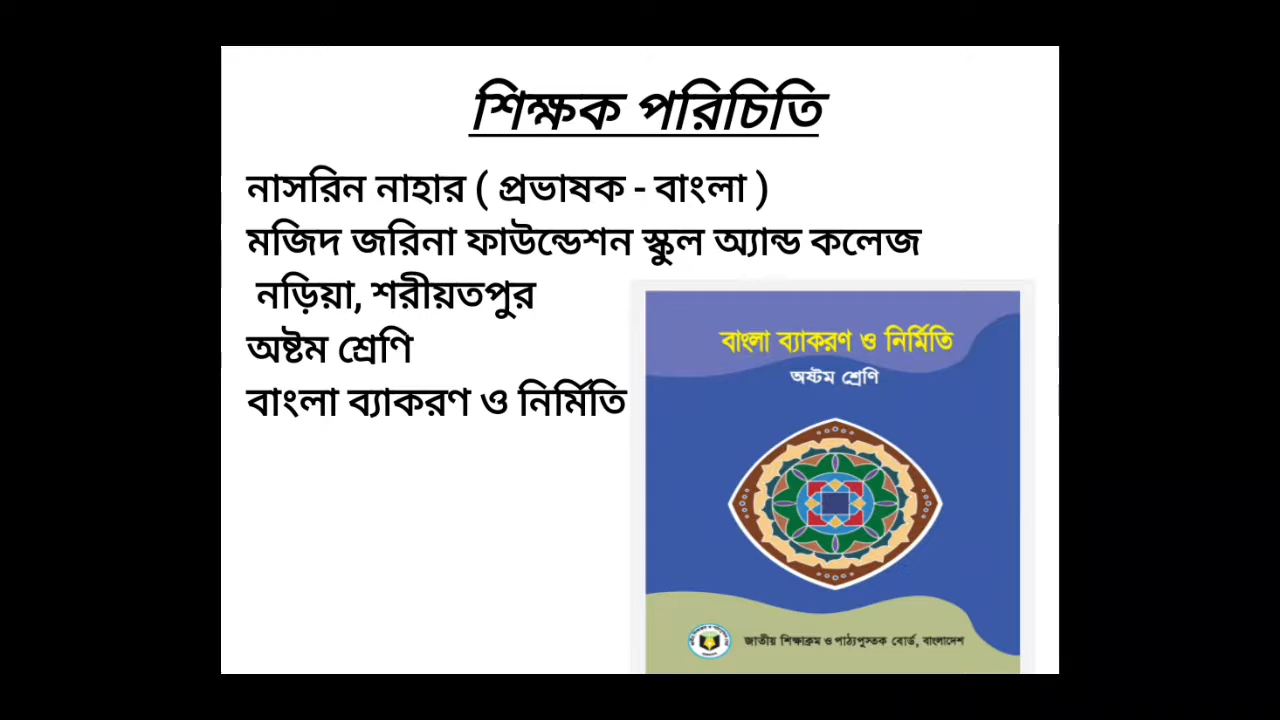 শিক্ষক পরিচিতি
নাসরিন নাহার ( প্রভাষক - বাংলা )
মজিদ জরিনা ফাউন্ডেশন স্কুল অ্যান্ড কলেজ
নড়িয়া, শরীয়তপুর
অষ্টম শ্রেণি
বাংলা ব্যাকরণ ও নির্মিতি
বাংলা ব্যাকরণ ও নির্মিতি
অষ্টম শ্রেণি
জাতীয় শিক্ষাক্রম ও পাঠ্যপুস্তক বোর্ড, বাংলাদেশ